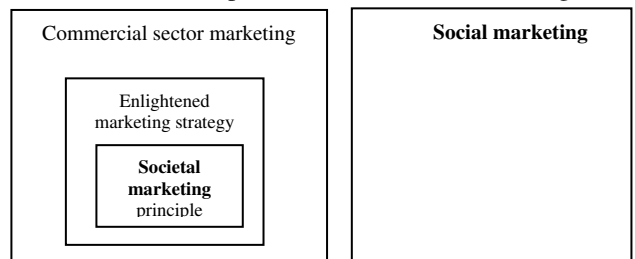 Commercial sector marketing
Enlightened
marketing strategy
Societal
marketing
principle
Social marketing